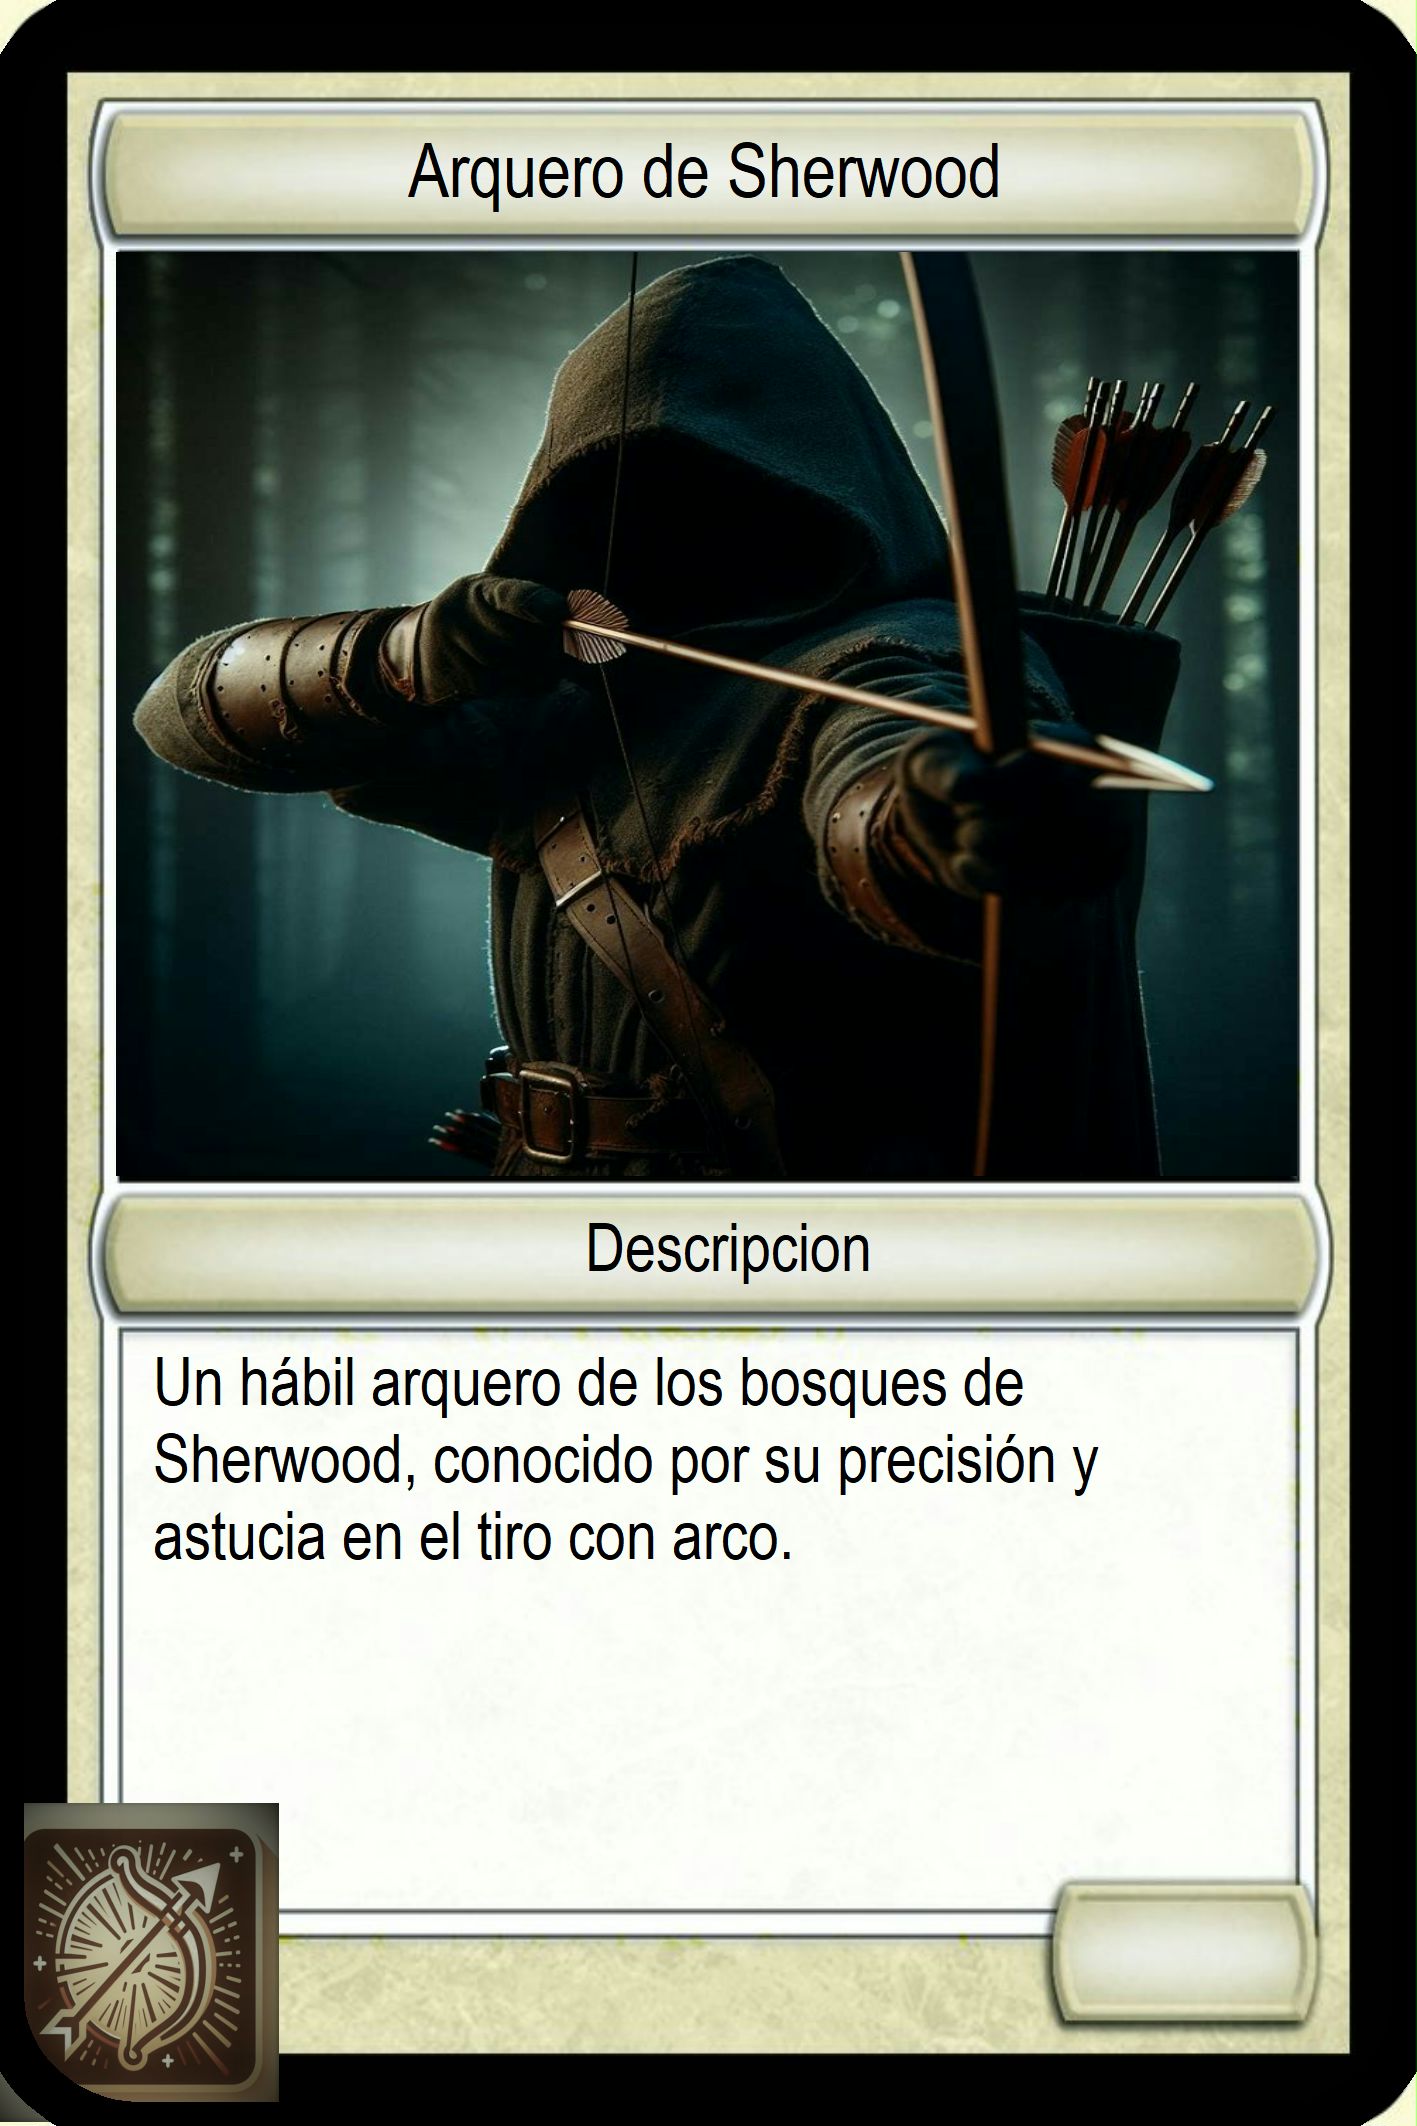 Arquero de Sherwood
Descripcion
Un hábil arquero de los bosques de
Sherwood, conocido por su precisión y
astucia en el tiro con arco.